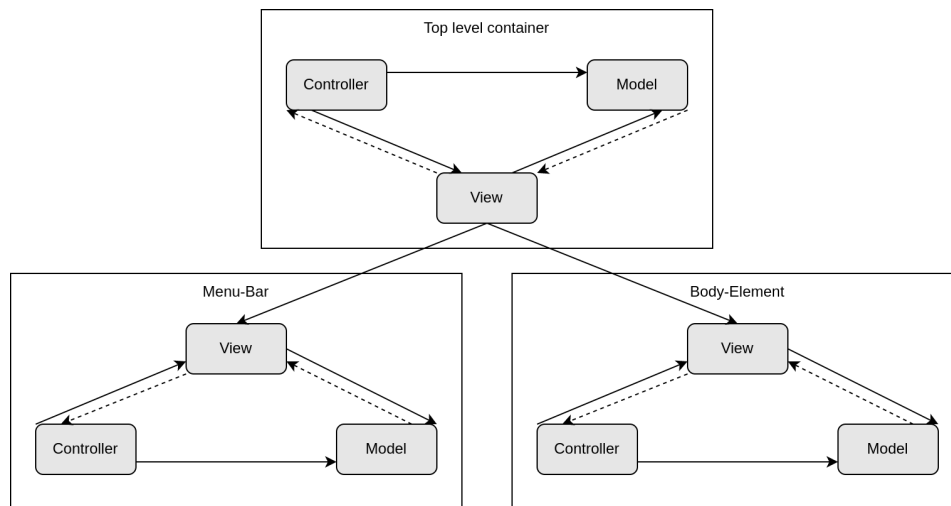 Top level container
Controller
Model
View
Menu-Bar
View
Controller
Model
Body-Element
View
Controller
Model